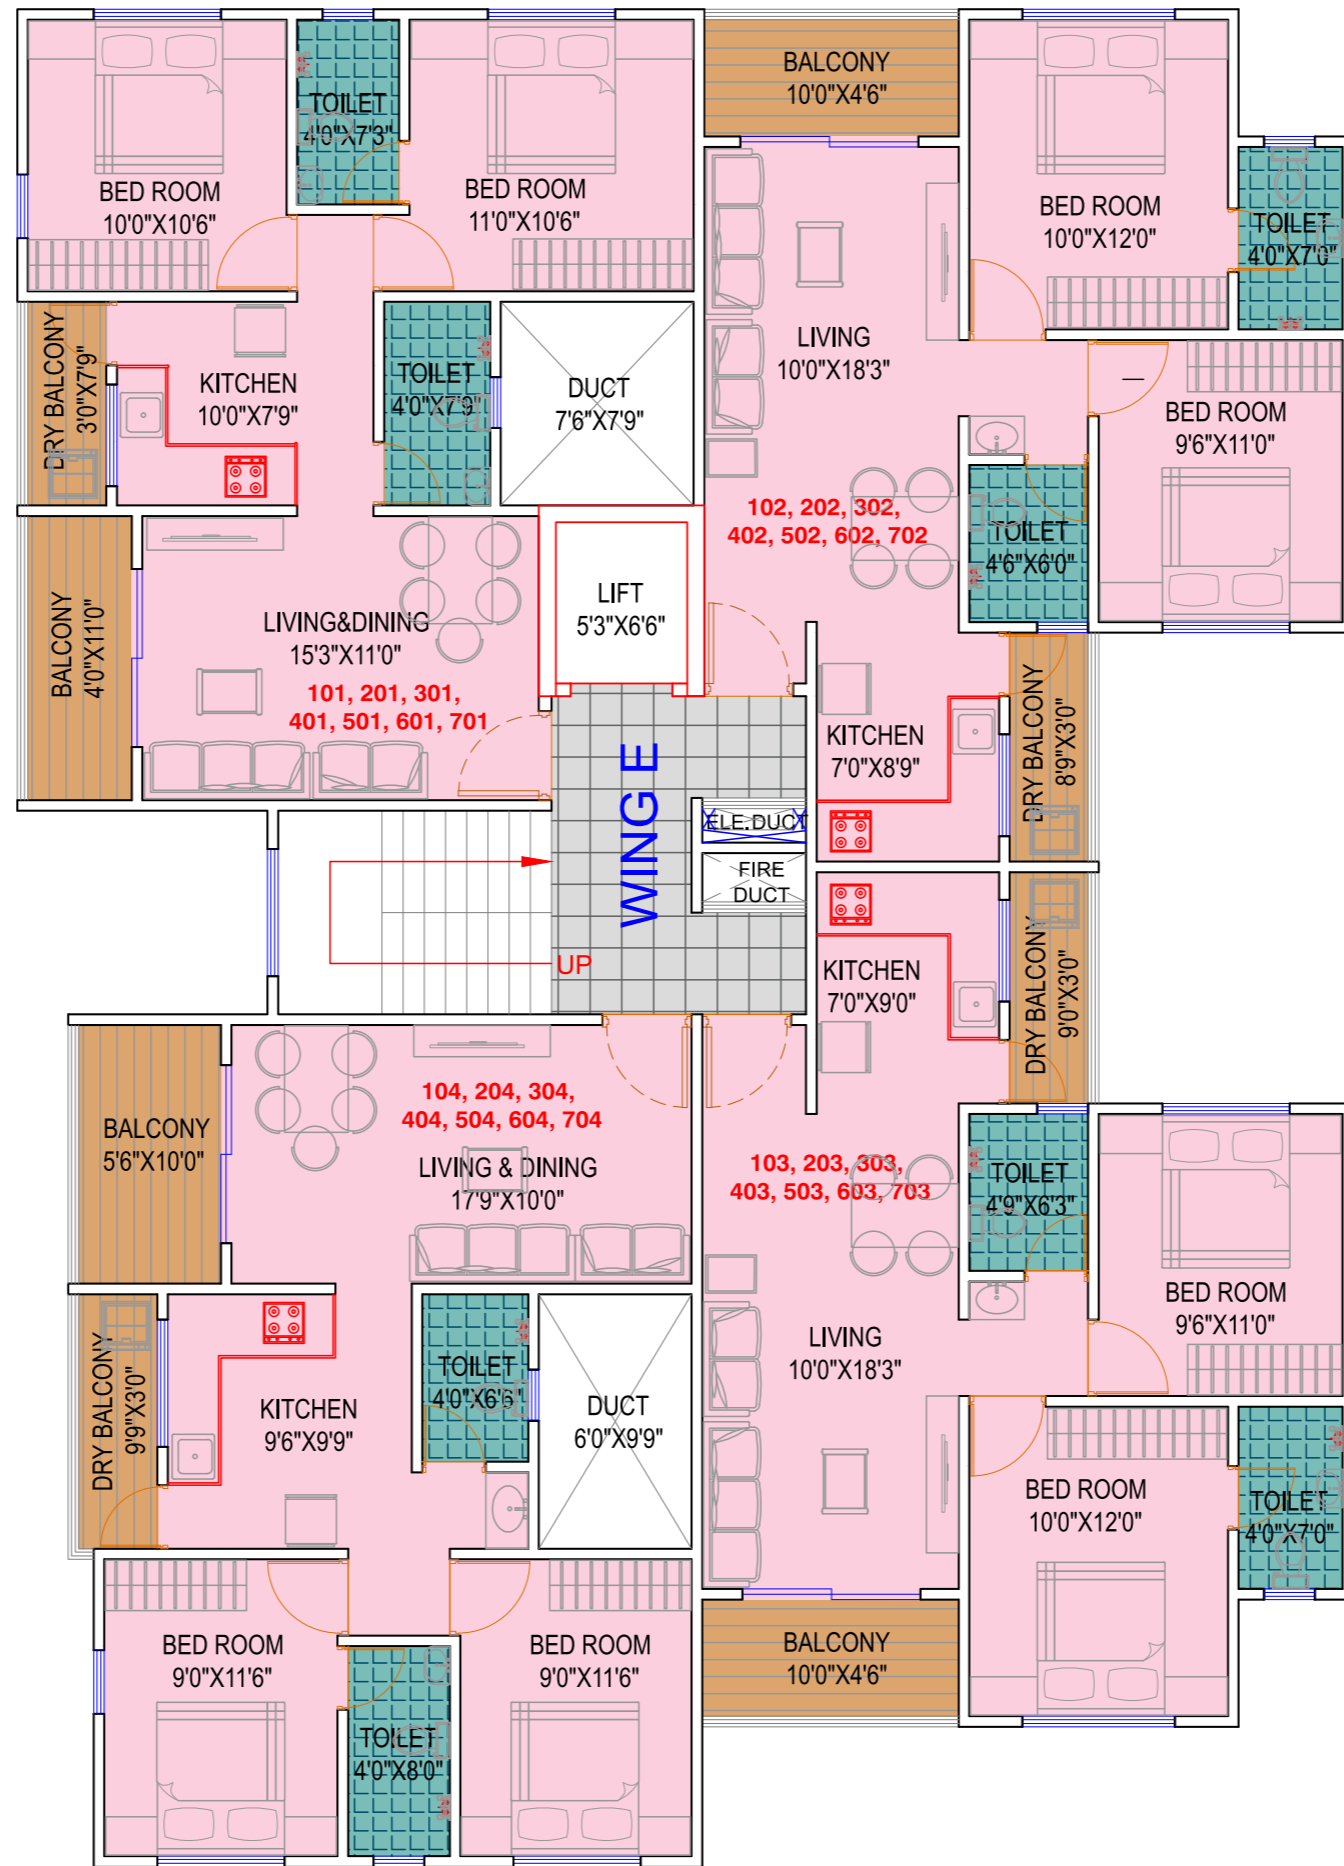 BED ROOM
10'0"X10'6"
TOILET
4'0"X7'3"
BED ROOM
11'0"X10'6"
BALCONY
10'0"X4'6"
BED ROOM
10'0"X12'0"
TOILET
4'0"X7'0"
DRY BALCONY
3'0"X7'9"
KITCHEN
10'0"X7'9"
TOILET
4'0"X7'9"
DUCT
7'6"X7'9"
LIVING
10'0"X18'3"
BED ROOM
9'6"X11'0"
102, 202, 302,
402, 502, 602, 702
TOILET
4'6"X6'0"
BALCONY
4'0"X11'0"
LIVING&DINING
15'3"X11'0"
101, 201, 301,
401, 501, 601, 701
LIFT
5'3"X6'6"
KITCHEN
7'0"X8'9"
DRY BALCONY
8'9"X3'0"
WING E
ELE.DUCT
FIRE
DUCT
UP
KITCHEN
7'0"X9'0"
DRY BALCONY
9'0"X3'0"
BALCONY
5'6"X10'0"
104, 204, 304,
404, 504, 604, 704
LIVING & DINING
17'9"X10'0"
103, 203, 303,
403, 503, 603, 703
TOILET
4'9"X6'3"
BED ROOM
9'6"X11'0"
DRY BALCONY
9'9"X3'0"
KITCHEN
9'6"X9'9"
TOILET
4'0"X6'6"
DUCT
6'0"X9'9"
LIVING
10'0"X18'3"
BED ROOM
10'0"X12'0"
TOILET
4'0"X7'0"
BED ROOM
9'0"X11'6"
TOILET
4'0"X8'0"
BED ROOM
9'0"X11'6"
BALCONY
10'0"X4'6"